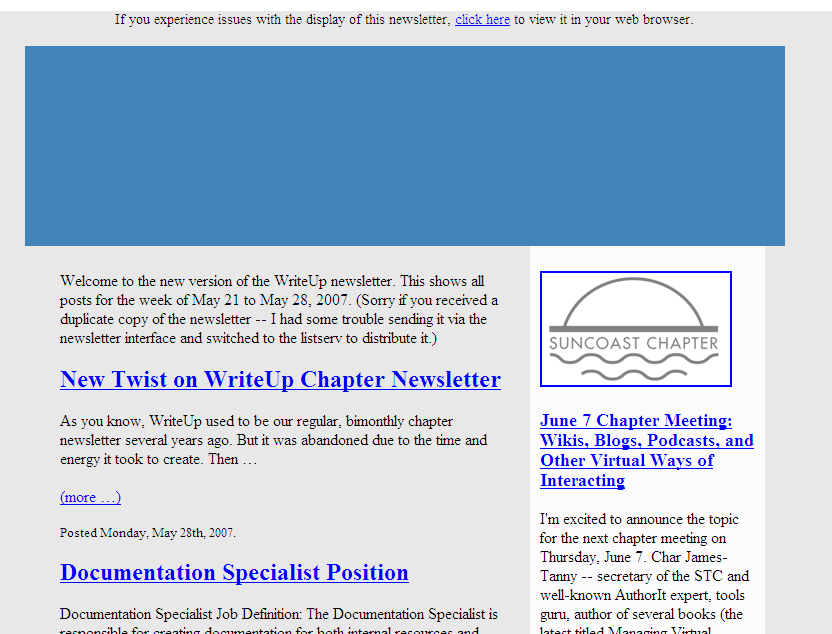 If you experience issues with the display of this newsletter, click here to view it in your web browser.
Welcome to the new version of the WriteUp newsletter. This shows all
posts for the week of May 21 to May 28, 2007. (Sorry if you received a
duplicate copy of the newsletter -- I had some trouble sending it via the
newsletter interface and switched to the listserv to distribute it.)
New Twist on WriteUp Chapter Newsletter
As you know, WriteUp used to be our regular, bimonthly chapter
newsletter several years ago. But it was abandoned due to the time and
energy it took to create. Then …
(more …)
Posted Monday, May 28th, 2007.
Documentation Specialist Position
Documentation Specialist Job Definition: The Documentation Specialist is
responsible for creating documentation for both internal resources and
SUNCOAST CHAPTER
June 7 Chapter Meeting:
Wikis, Blogs, Podcasts, and
Other Virtual Ways of
Interacting
I'm excited to announce the topic
for the next chapter meeting on
Thursday, June 7. Char James-
Tanny -- secretary of the STC and
well-known AuthorIt expert, tools
guru, author of several books (the
latest titled Managing Virtual